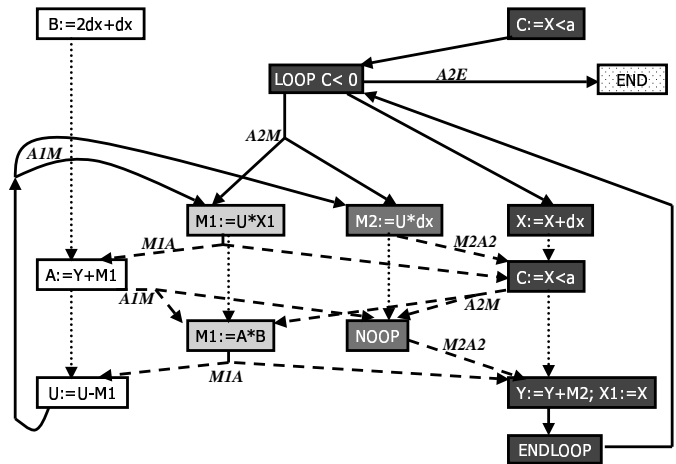 B:=2dx+dx
C:=X<a
LOOP C< 0
A2E
END
A2M
A1M
M1:=U*X1
M2:=U*dx
X:=X+dx
M1A
M2A2
A:=Y+M1
C:=X<a
A1M
A2M
M1:=A*B
NOOP
M2A2
M1A
U:=U-M1
Y:=Y+M2; X1:=X
ENDLOOP